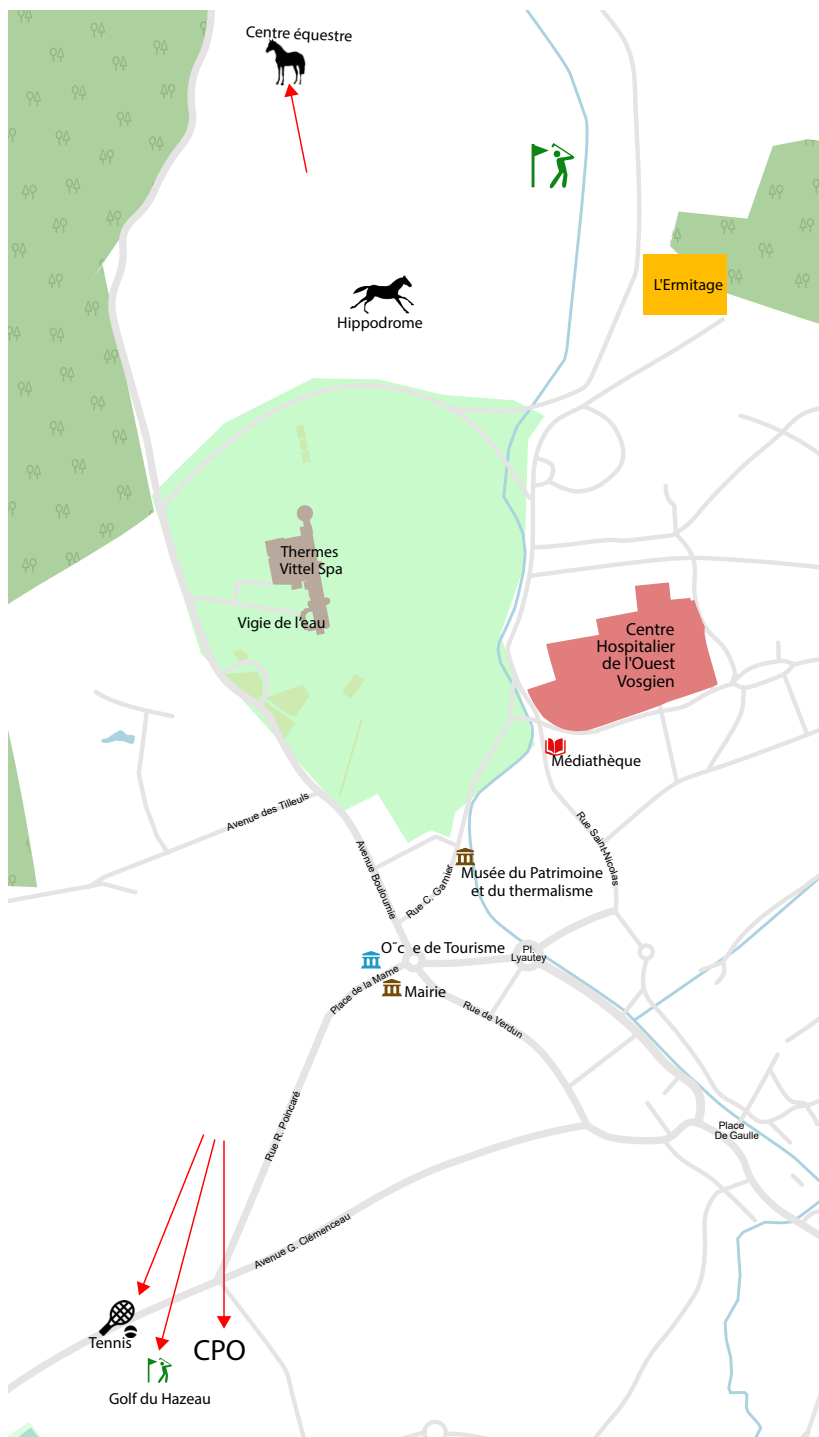 Centre équestre
L'Ermitage
Hippodrome
Thermes
Vittel Spa
Vigie de l'eau
Centre
Hospitalier
de l'Ouest
Vosgien
Médiathèque
Avenue des Tilleuls
Rue Saint-Nicolas
Avenue Bouloumie
Rue C. Garnier
Musée du Patrimoine
et du thermalisme
O˜c e de Tourisme
Pl.
Lyautey
Place de la Marne
Mairie
Rue de Verdun
Rue R. Poincaré
Place
De Gaulle
Avenue G. Clémenceau
Tennis
CPO
Golf du Hazeau